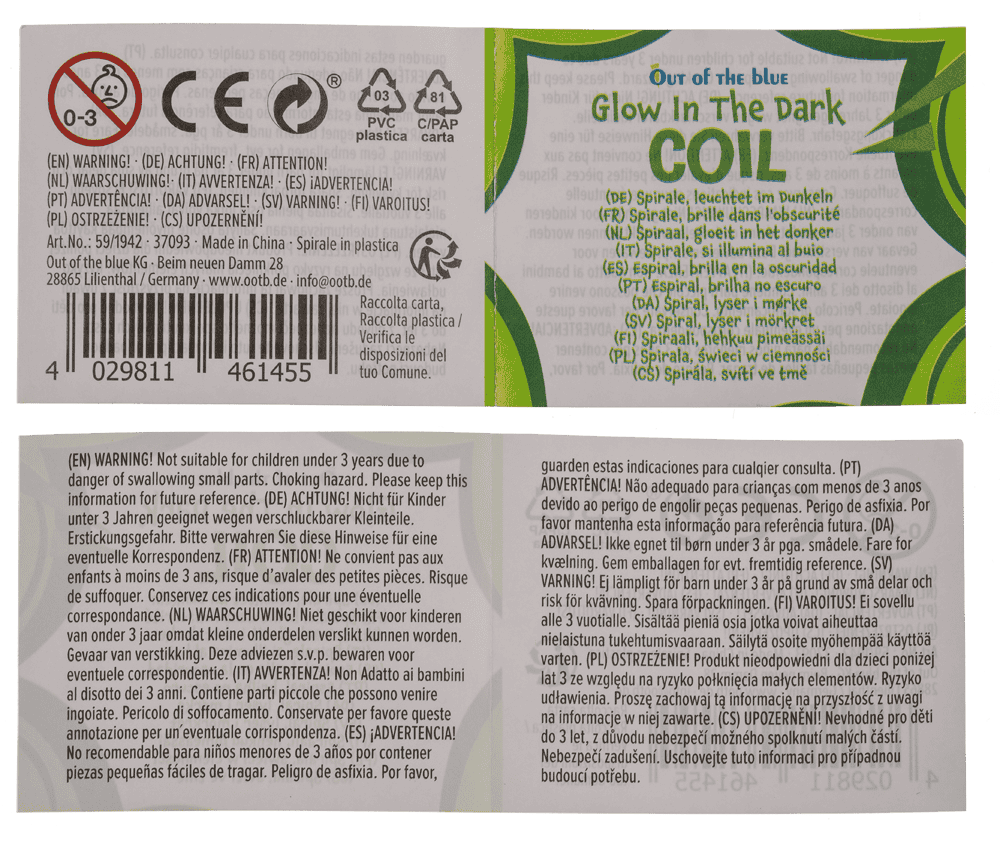 0-3
®
03
PVC
plastica
81
C/PAP
carta
(EN) WARNING! · (DE) ACHTUNG! · (FR) ATTENTION!
(NL) WAARSCHUWING! · (IT) AVVERTENZA! · (ES) ¡ADVERTENCIA!
(PT) ADVERTÊNCIA! · (DA) ADVARSEL! · (SV) VARNING! · (FI) VAROITUS!
(PL) OSTRZEŻENIE! · (CS) UPOZERNĚNÍ!
Art.No.: 59/1942 · 37093 · Made in China · Spirale in plastica
Out of the blue KG · Beim neuen Damm 28
28865 Lilienthal / Germany · www.ootb.de · info@ootb.de
4 029811 461455
Raccolta carta,
Raccolta plastica /
Verifica le
disposizioni del
tuo Comune.
Out of the blue
Glow In The Dark
COIL
(DE) Spirale, leuchtet im Dunkeln
(FR) Spirale, brille dans l'obscurité
(NL) Spiraal, gloeit in het donker
(IT) Spirale, si illumina al buio
(ES) Espiral, brilla en la oscuridad
(PT) Espiral, brilha no escuro
(DA) Spiral, lyser i mørke
(SV) Spiral, lyser i mörkret
(FI) Spiraali, hehkuu pimeässäi
(PL) Spirala, świeci w ciemności
(CS) Spirála, svítí ve tmě
(EN) WARNING! Not suitable for children under 3 years due to
danger of swallowing small parts. Choking hazard. Please keep this
information for future reference. (DE) ACHTUNG! Nicht für Kinder
unter 3 Jahren geeignet wegen verschluckbarer Kleinteile.
Erstickungsgefahr. Bitte verwahren Sie diese Hinweise für eine
eventuelle Korrespondenz. (FR) ATTENTION! Ne convient pas aux
enfants à moins de 3 ans, risque d'avaler des petites pièces. Risque
de suffoquer. Conservez ces indications pour une éventuelle
correspondance. (NL) WAARSCHUWING! Niet geschikt voor kinderen
van onder 3 jaar omdat kleine onderdelen verslikt kunnen worden.
Gevaar van verstikking. Deze adviezen s.v.p. bewaren voor
eventuele correspondentie. (IT) AVVERTENZA! Non Adatto ai bambini
al disotto dei 3 anni. Contiene parti piccole che possono venire
ingoiate. Pericolo di soffocamento. Conservate per favore queste
annotazione per un'eventuale corrispondenza. (ES) ¡ADVERTENCIA!
No recomendable para niños menores de 3 años por contener
piezas pequeñas fáciles de tragar. Peligro de asfixia. Por favor,
guarden estas indicaciones para cualqier consulta. (PT)
ADVERTÊNCIA! Não adequado para crianças com menos de 3 anos
devido ao perigo de engolir peças pequenas. Perigo de asfixia. Por
favor mantenha esta informação para referência futura. (DA)
ADVARSEL! Ikke egnet til børn under 3 år pga. smådele. Fare for
kvælning. Gem emballagen for evt. fremtidig reference. (SV)
VARNING! Ej lämpligt för barn under 3 år på grund av små delar och
risk för kvävning. Spara förpackningen. (FI) VAROITUS! Ei sovellu
alle 3 vuotialle. Sisältää pieniä osia jotka voivat aiheuttaa
nielaistuna tukehtumisvaaraan. Säilytä osoite myöhempää käyttöä
varten. (PL) OSTRZEŻENIE! Produkt nieodpowiedni dla dzieci poniżej
lat 3 ze względu na ryzyko połknięcia małych elementów. Ryzyko
udławienia. Proszę zachowaj tą informację na przyszłość z uwagi
na informacje w niej zawarte. (CS) UPOZERNĚNÍ! Nevhodné pro děti
do 3 let, z důvodu nebezpečí možného spolknutí malých částí.
Nebezpečí zadušení. Uschovejte tuto informaci pro případnou
budoucí potřebu.